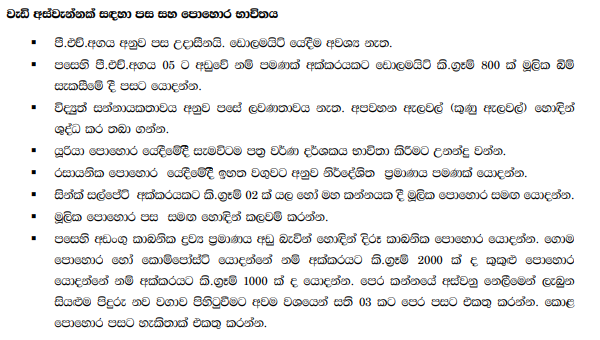 වැඩි අස්වැන්නක් සඳහා පස සහ පොහොර භාවිතය
▪ පී.එච්.අගය අනුව පස උදාසීනයි. ඩොලමයිට් යෙදීම අවශ්‍ය නැත.
▪ පසෙහි පී.එච්.අගය 05 ට අඩුවේ නම් පමණක් අක්කරයකට ඩොලමයිට් කි.ග්‍රෑම් 800 ක් මූලික බිම්
සැකසීමේ දී පසට යොදන්න.
▪ විද්‍යුත් සන්නායකතාවය අනුව පසේ ලවණතාවය නැත. අපවහන ඇලවල් (කුණු ඇලවල්) හොඳින්
ශුද්ධ කර තබා ගන්න.
▪ යූරියා පොහොර යෙදීමේදී සැමවිටම පත්‍ර වර්ණ දර්ශකය භාවිතා කිරීමට උනන්දු වන්න.
▪ රසායනික පොහොර යෙදීමේදී ඉහත වගුවට අනුව නිර්දේශිත ප්‍රමාණය පමණක් යොදන්න.
▪ සින්ක් සල්පේට් අක්කරයකට කි.ග්‍රෑම් 02 ක් යල හෝ මහ කන්නයක දී මූලික පොහොර සමඟ යොදන්න.
▪ මූලික පොහොර පස සමඟ හොඳින් කලවම් කරන්න.
▪ පසෙහි අඩංගු කාබනික ද්‍රව්‍ය ප්‍රමාණය අඩු බැවින් හොඳින් දිරූ කාබනික පොහොර යොදන්න. ගොම
පොහොර හෝ කොම්පෝස්ට් යොදන්නේ නම් අක්කරයට කි.ග්‍රෑම් 2000 ක් ද කුකුළු පොහොර
යොදන්නේ නම් අක්කරයට කි.ග්‍රෑම් 1000 ක් ද යොදන්න. පෙර කන්නයේ අස්වනු නෙලීමෙන් ලැබුන
සියළුම පිදුරු නව වගාව පිහිටුවීමට අවම වශයෙන් සති 03 කට පෙර පසට එකතු කරන්න. කොළ
පොහොර පසට හැකිතාක් එකතු කරන්න.